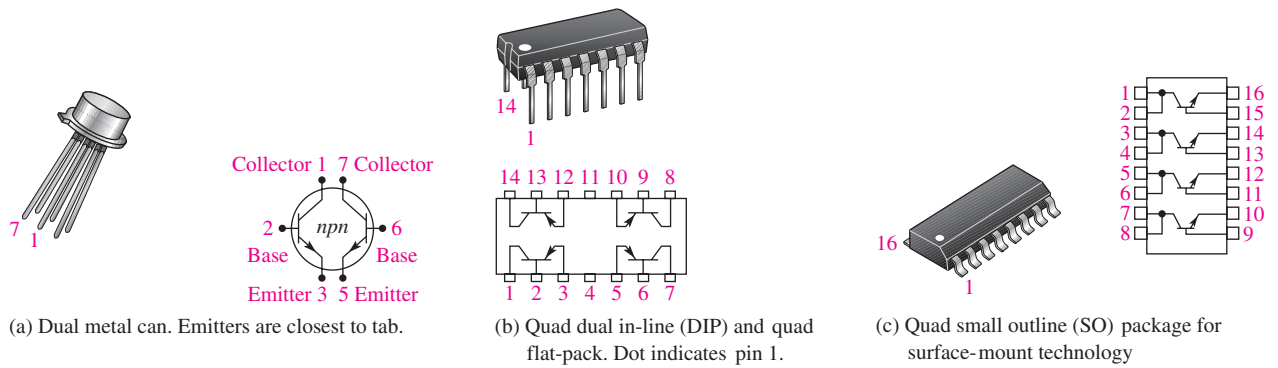 7
1
Collector 1 7 Collector
2
npn
6
Base
Base
Emitter 3 5 Emitter
(a) Dual metal can. Emitters are closest to tab.
14
1
14 13 12 11 10 9 8
1 2 3 4 5 6 7
(b) Quad dual in-line (DIP) and quad
flat-pack. Dot indicates pin 1.
16
1
1 16
2 15
3 14
4 13
5 12
6 11
7 10
8 9
(c) Quad small outline (SO) package for
surface-mount technology